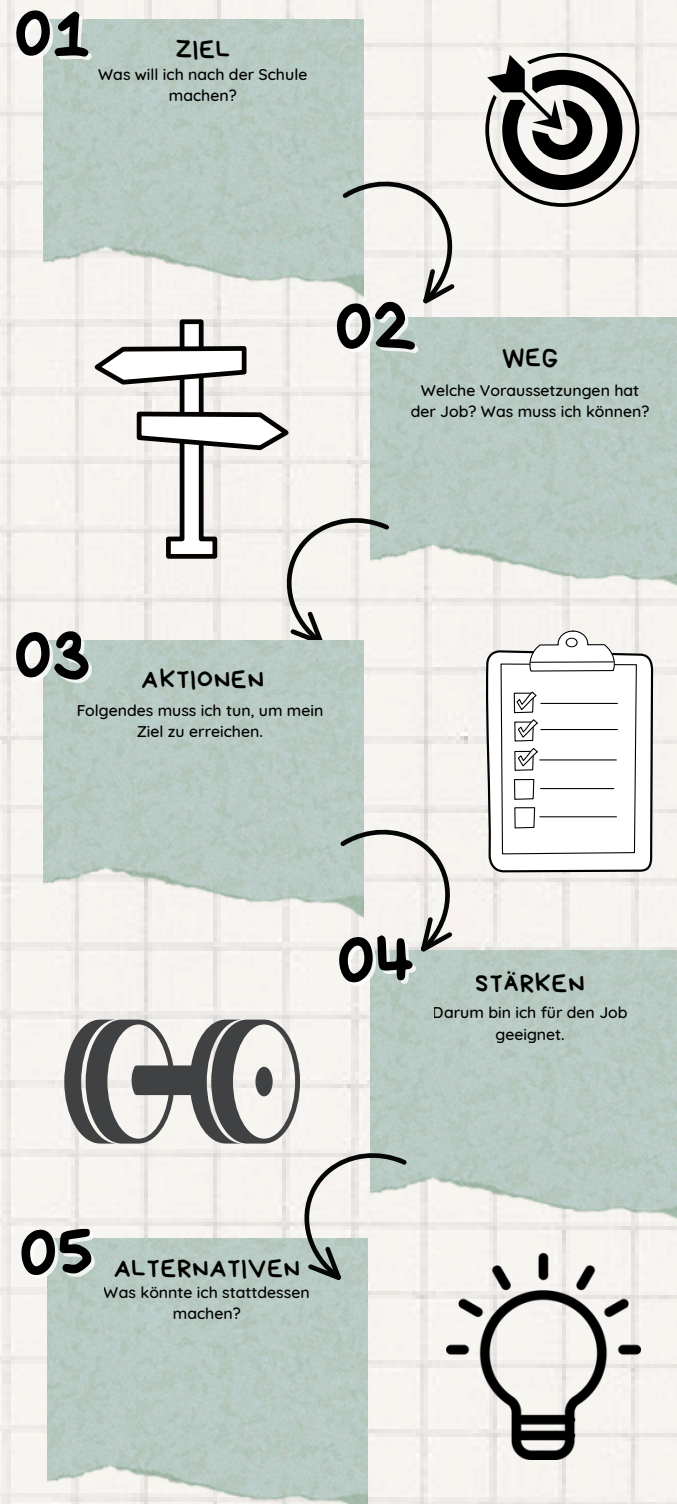 01
ZIEL
Was will ich nach der Schule
machen?
02
WEG
Welche Voraussetzungen hat
der Job? Was muss ich können?
03
AKTIONEN
Folgendes muss ich tun, um mein
Ziel zu erreichen.
04
STÄRKEN
Darum bin ich für den Job
geeignet.
05
ALTERNATIVEN
Was könnte ich stattdessen
machen?